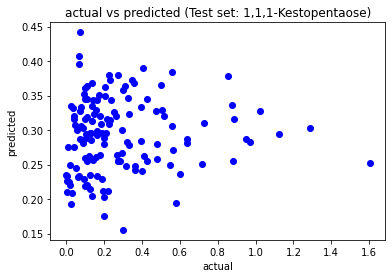 actual vs predicted (Test set: 1,1,1-Kestopentaose)
0.45
0.40
0.35
0.30
0.25
0.20
0.15
predicted
0.0 0.2 0.4 0.6 0.8 1.0 1.2 1.4 1.6
actual